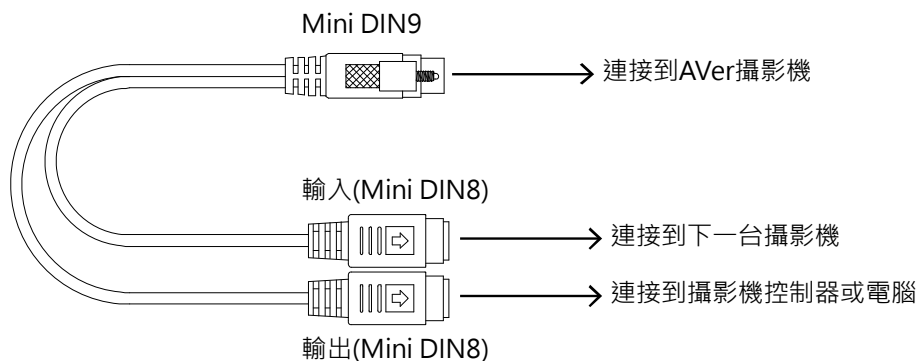 Mini DIN9
連接到AVer攝影機
輸入(Mini DIN8)
連接到下一台攝影機
連接到攝影機控制器或電腦
輸出(Mini DIN8)